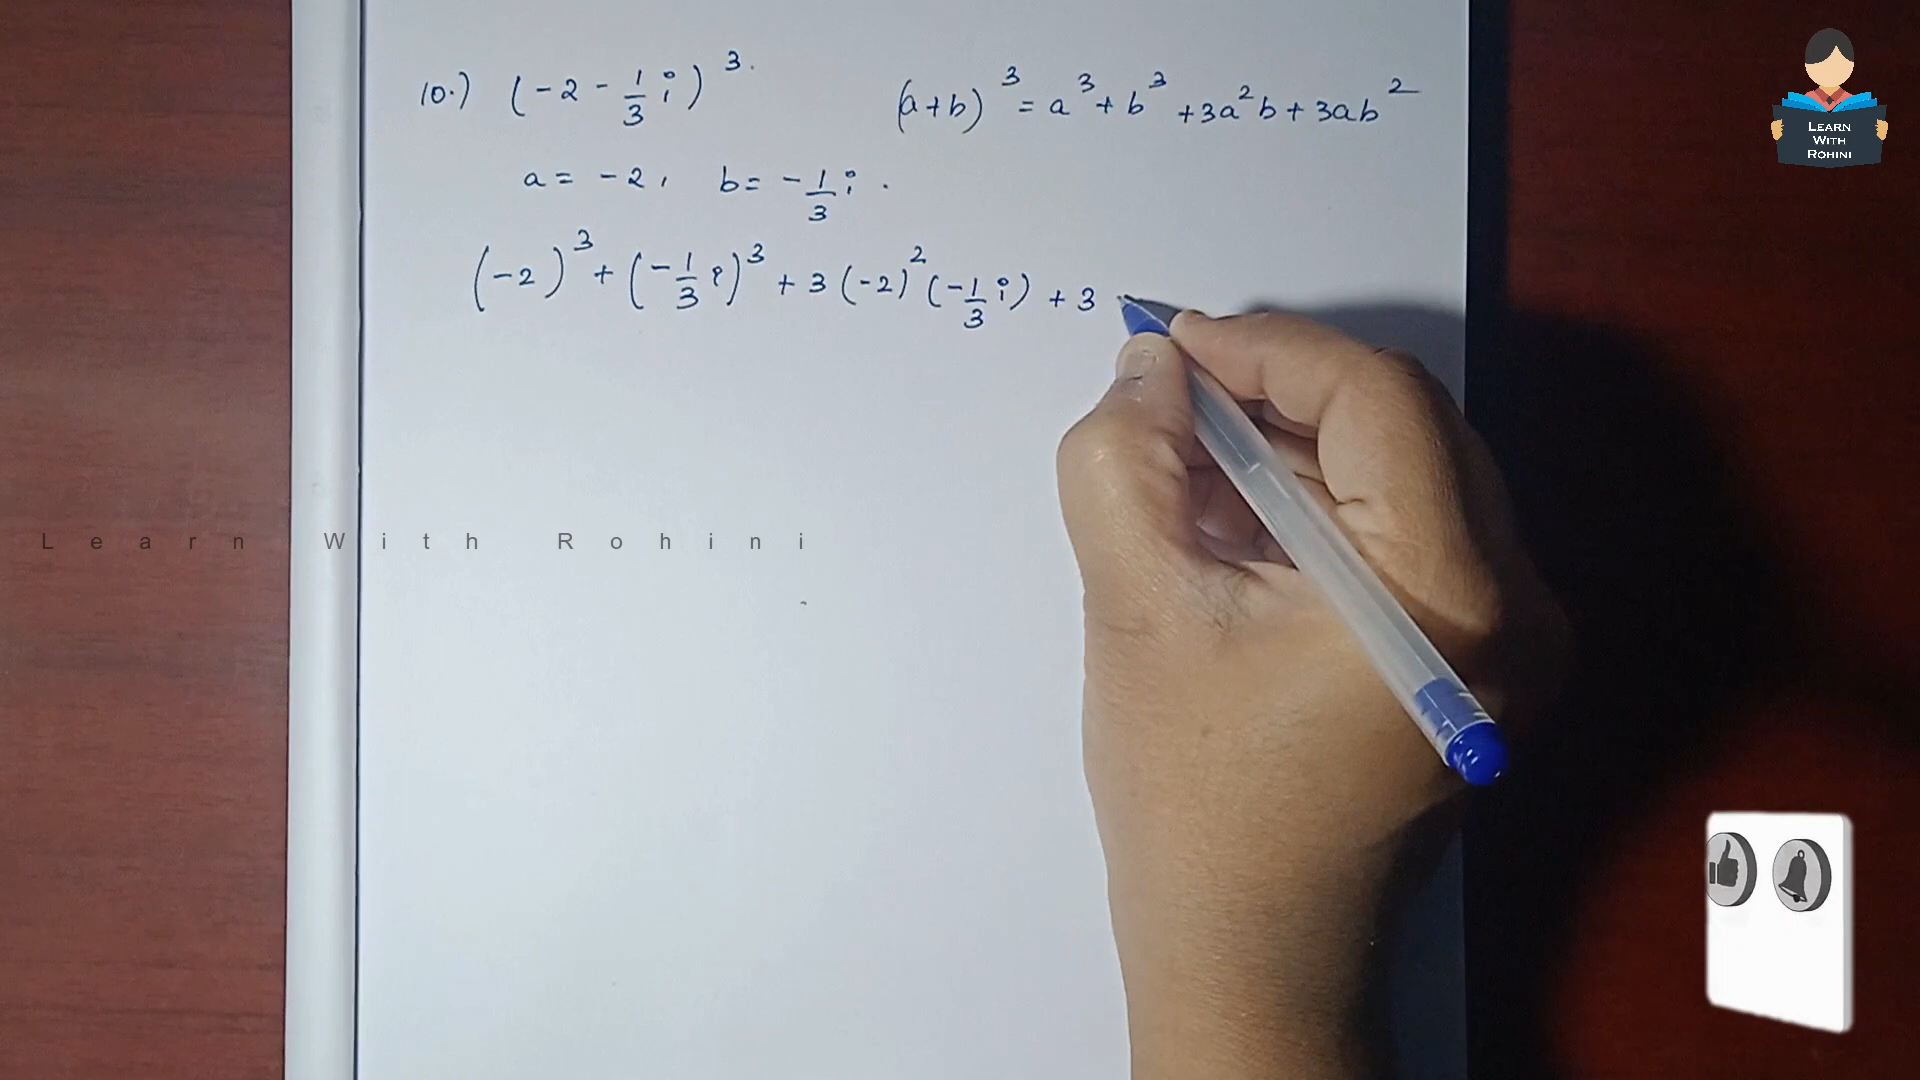 10.) (-2 - 1/3 i)^3. (a+b)^3 = a^3 + b^3 + 3a^2b + 3ab^2
a = -2, b = -1/3 i.
(-2)^3 + (-1/3 i)^3 + 3(-2)^2 (-1/3 i) + 3
LEARN
With
ROHINI
Learn With Rohini